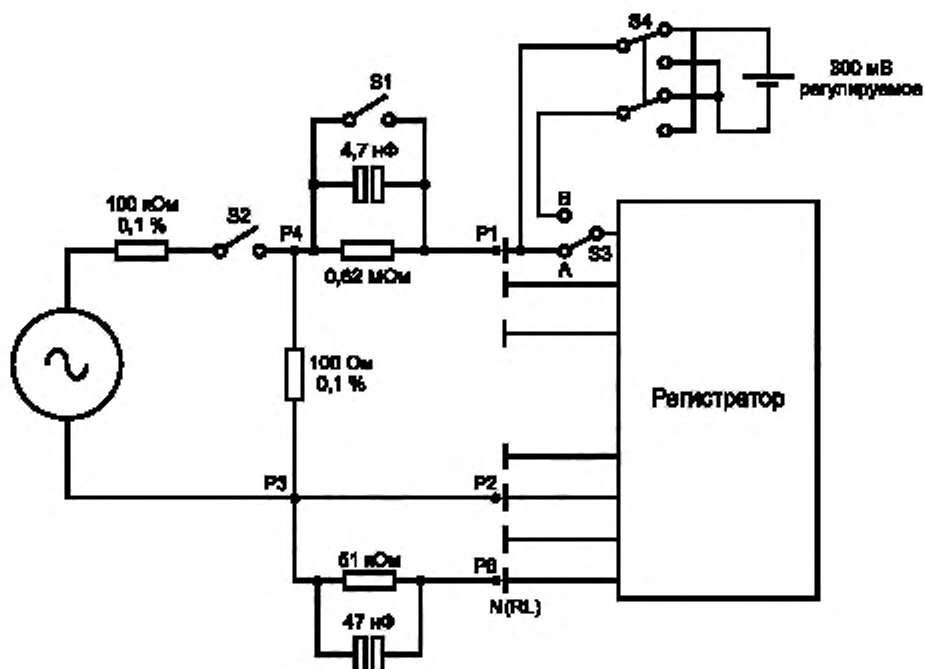 S4
300 мВ
регулируемое
S1
4,7 нФ
B
100 кОм
0,1 %
S2
P4
P1
S3
A
0,62 МОм
100 Ом
0,1 %
Регистратор
P3
P2
51 кОм
P6
N(RL)
47 нФ